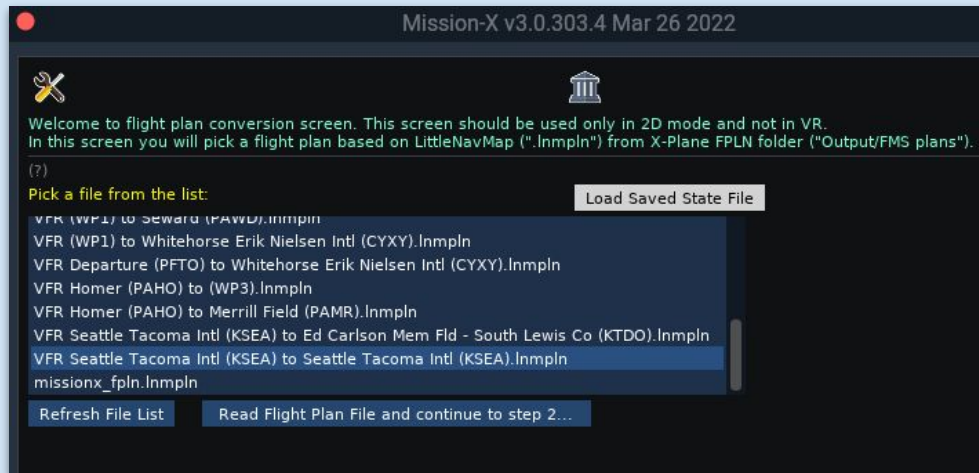 Mission-X v3.0.303.4 Mar 26 2022
Welcome to flight plan conversion screen. This screen should be used only in 2D mode and not in VR.
In this screen you will pick a flight plan based on LittleNavMap (".lnmpln") from X-Plane FPLN folder ("Output/FMS plans").
(?)
Pick a file from the list:
Load Saved State File
VFR (WP1) to Seward (PAWD).lnmpln
VFR (WP1) to Whitehorse Erik Nielsen Intl (CYXY).lnmpln
VFR Departure (PFTO) to Whitehorse Erik Nielsen Intl (CYXY).lnmpln
VFR Homer (PAHO) to (WP3).lnmpln
VFR Homer (PAHO) to Merrill Field (PAMR).lnmpln
VFR Seattle Tacoma Intl (KSEA) to Ed Carlson Mem Fld - South Lewis Co (KTDO).lnmpln
VFR Seattle Tacoma Intl (KSEA) to Seattle Tacoma Intl (KSEA).lnmpln
missionx_fpln.lnmpln
Refresh File List
Read Flight Plan File and continue to step 2...